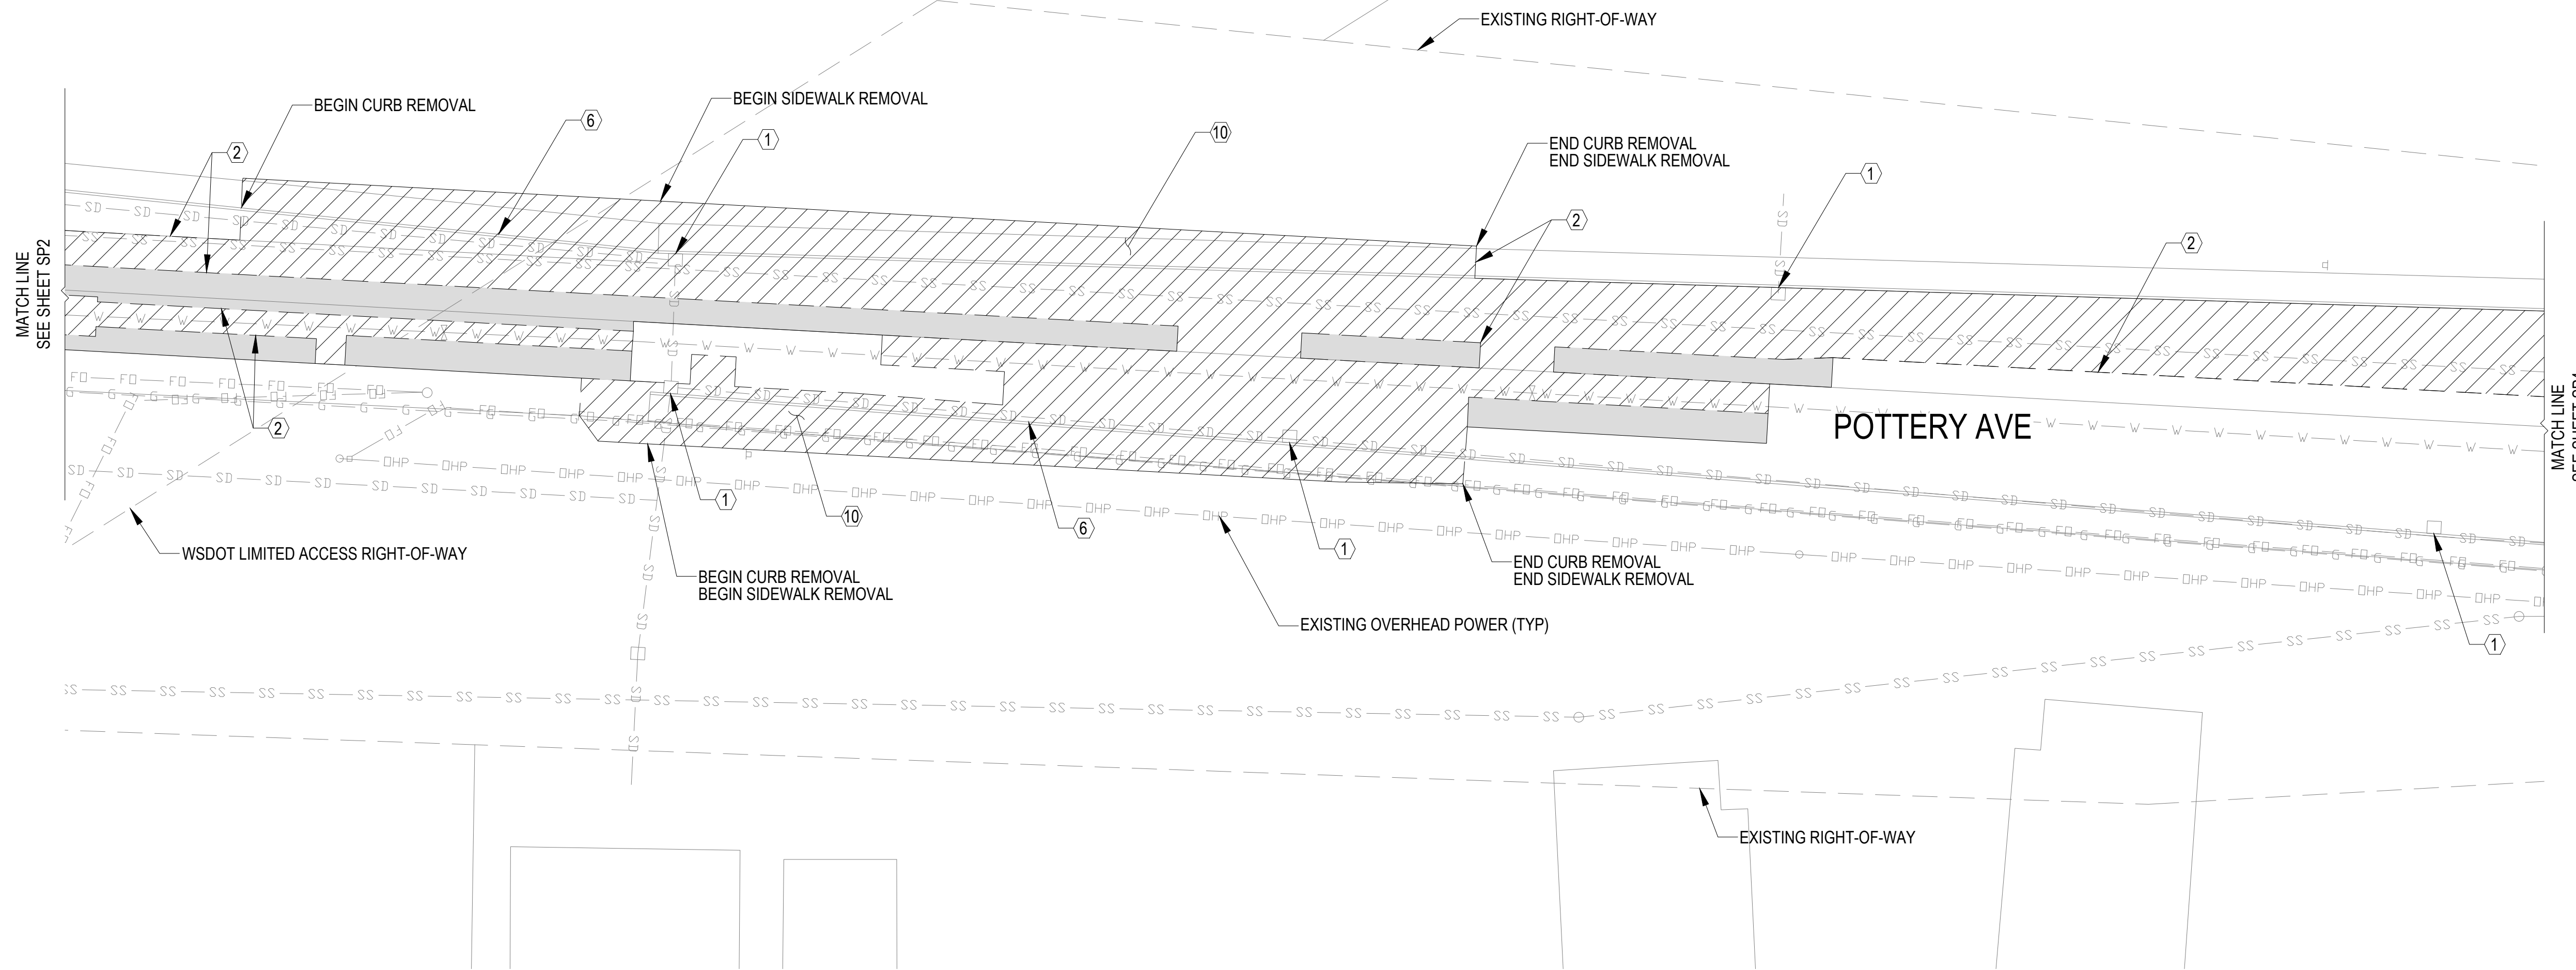 EXISTING RIGHT-OF-WAY
BEGIN CURB REMOVAL
BEGIN SIDEWALK REMOVAL
6
1
10
2
END CURB REMOVAL
END SIDEWALK REMOVAL
1
2
2
MATCH LINE
SEE SHEET SP2
POTTERY AVE
MATCH LINE
2
1
10
6
1
WSDOT LIMITED ACCESS RIGHT-OF-WAY
BEGIN CURB REMOVAL
BEGIN SIDEWALK REMOVAL
END CURB REMOVAL
END SIDEWALK REMOVAL
EXISTING OVERHEAD POWER (TYP)
1
EXISTING RIGHT-OF-WAY